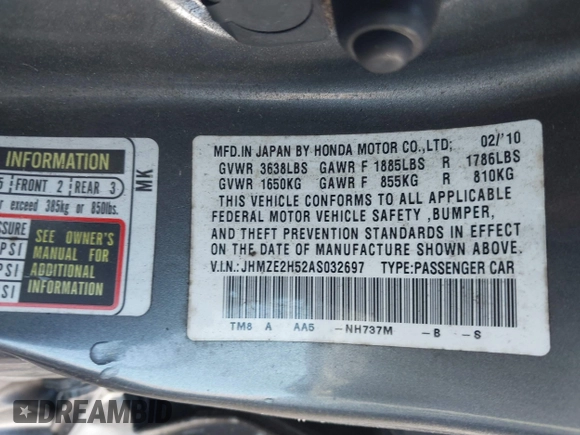 INFORMATION
5 FRONT 2 REAR 3
r exceed 385kg or 850lbs.
SSURE
PSI
PSI
SI
SEE OWNER'S
MANUAL FOR
ADDITIONAL
INFORMATION
MK
MFD.IN JAPAN BY HONDA MOTOR CO.,LTD; 02/'10
GVWR 3638LBS GAWR F 1885LBS R 1786LBS
GVWR 1650KG GAWR F 855KG R 810KG
THIS VEHICLE CONFORMS TO ALL APPLICABLE
FEDERAL MOTOR VEHICLE SAFETY ,BUMPER,
AND THEFT PREVENTION STANDARDS IN EFFECT
ON THE DATE OF MANUFACTURE SHOWN ABOVE.
V.I.N.:JHMZE2H52AS032697 TYPE:PASSENGER CAR
TM8 A AA5 -NH737M -B -S
DREAMBID